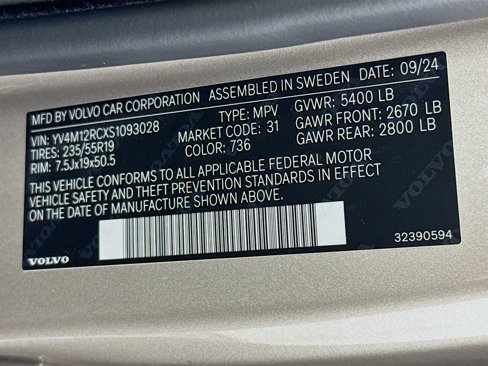 MFD BY VOLVO CAR CORPORATION ASSEMBLED IN SWEDEN DATE: 09/24
VIN: YV4M12RCXS1093028 TYPE: MPV GVWR: 5400 LB
TIRES: 235/55R19 MARKET CODE: 31 GAWR FRONT: 2670 LB
RIM: 7.5Jx19x50.5 COLOR: 736 GAWR REAR: 2800 LB
THIS VEHICLE CONFORMS TO ALL APPLICABLE FEDERAL MOTOR
VEHICLE SAFETY AND THEFT PREVENTION STANDARDS IN EFFECT
ON THE DATE OF MANUFACTURE SHOWN ABOVE.
VOLVO 32390594